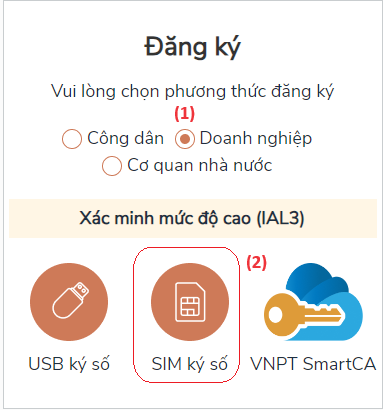 Đăng ký
Vui lòng chọn phương thức đăng ký
(1)
Công dân Doanh nghiệp
Cơ quan nhà nước
Xác minh mức độ cao (IAL3)
(2)
USB ký số SIM ký số VNPT SmartCA